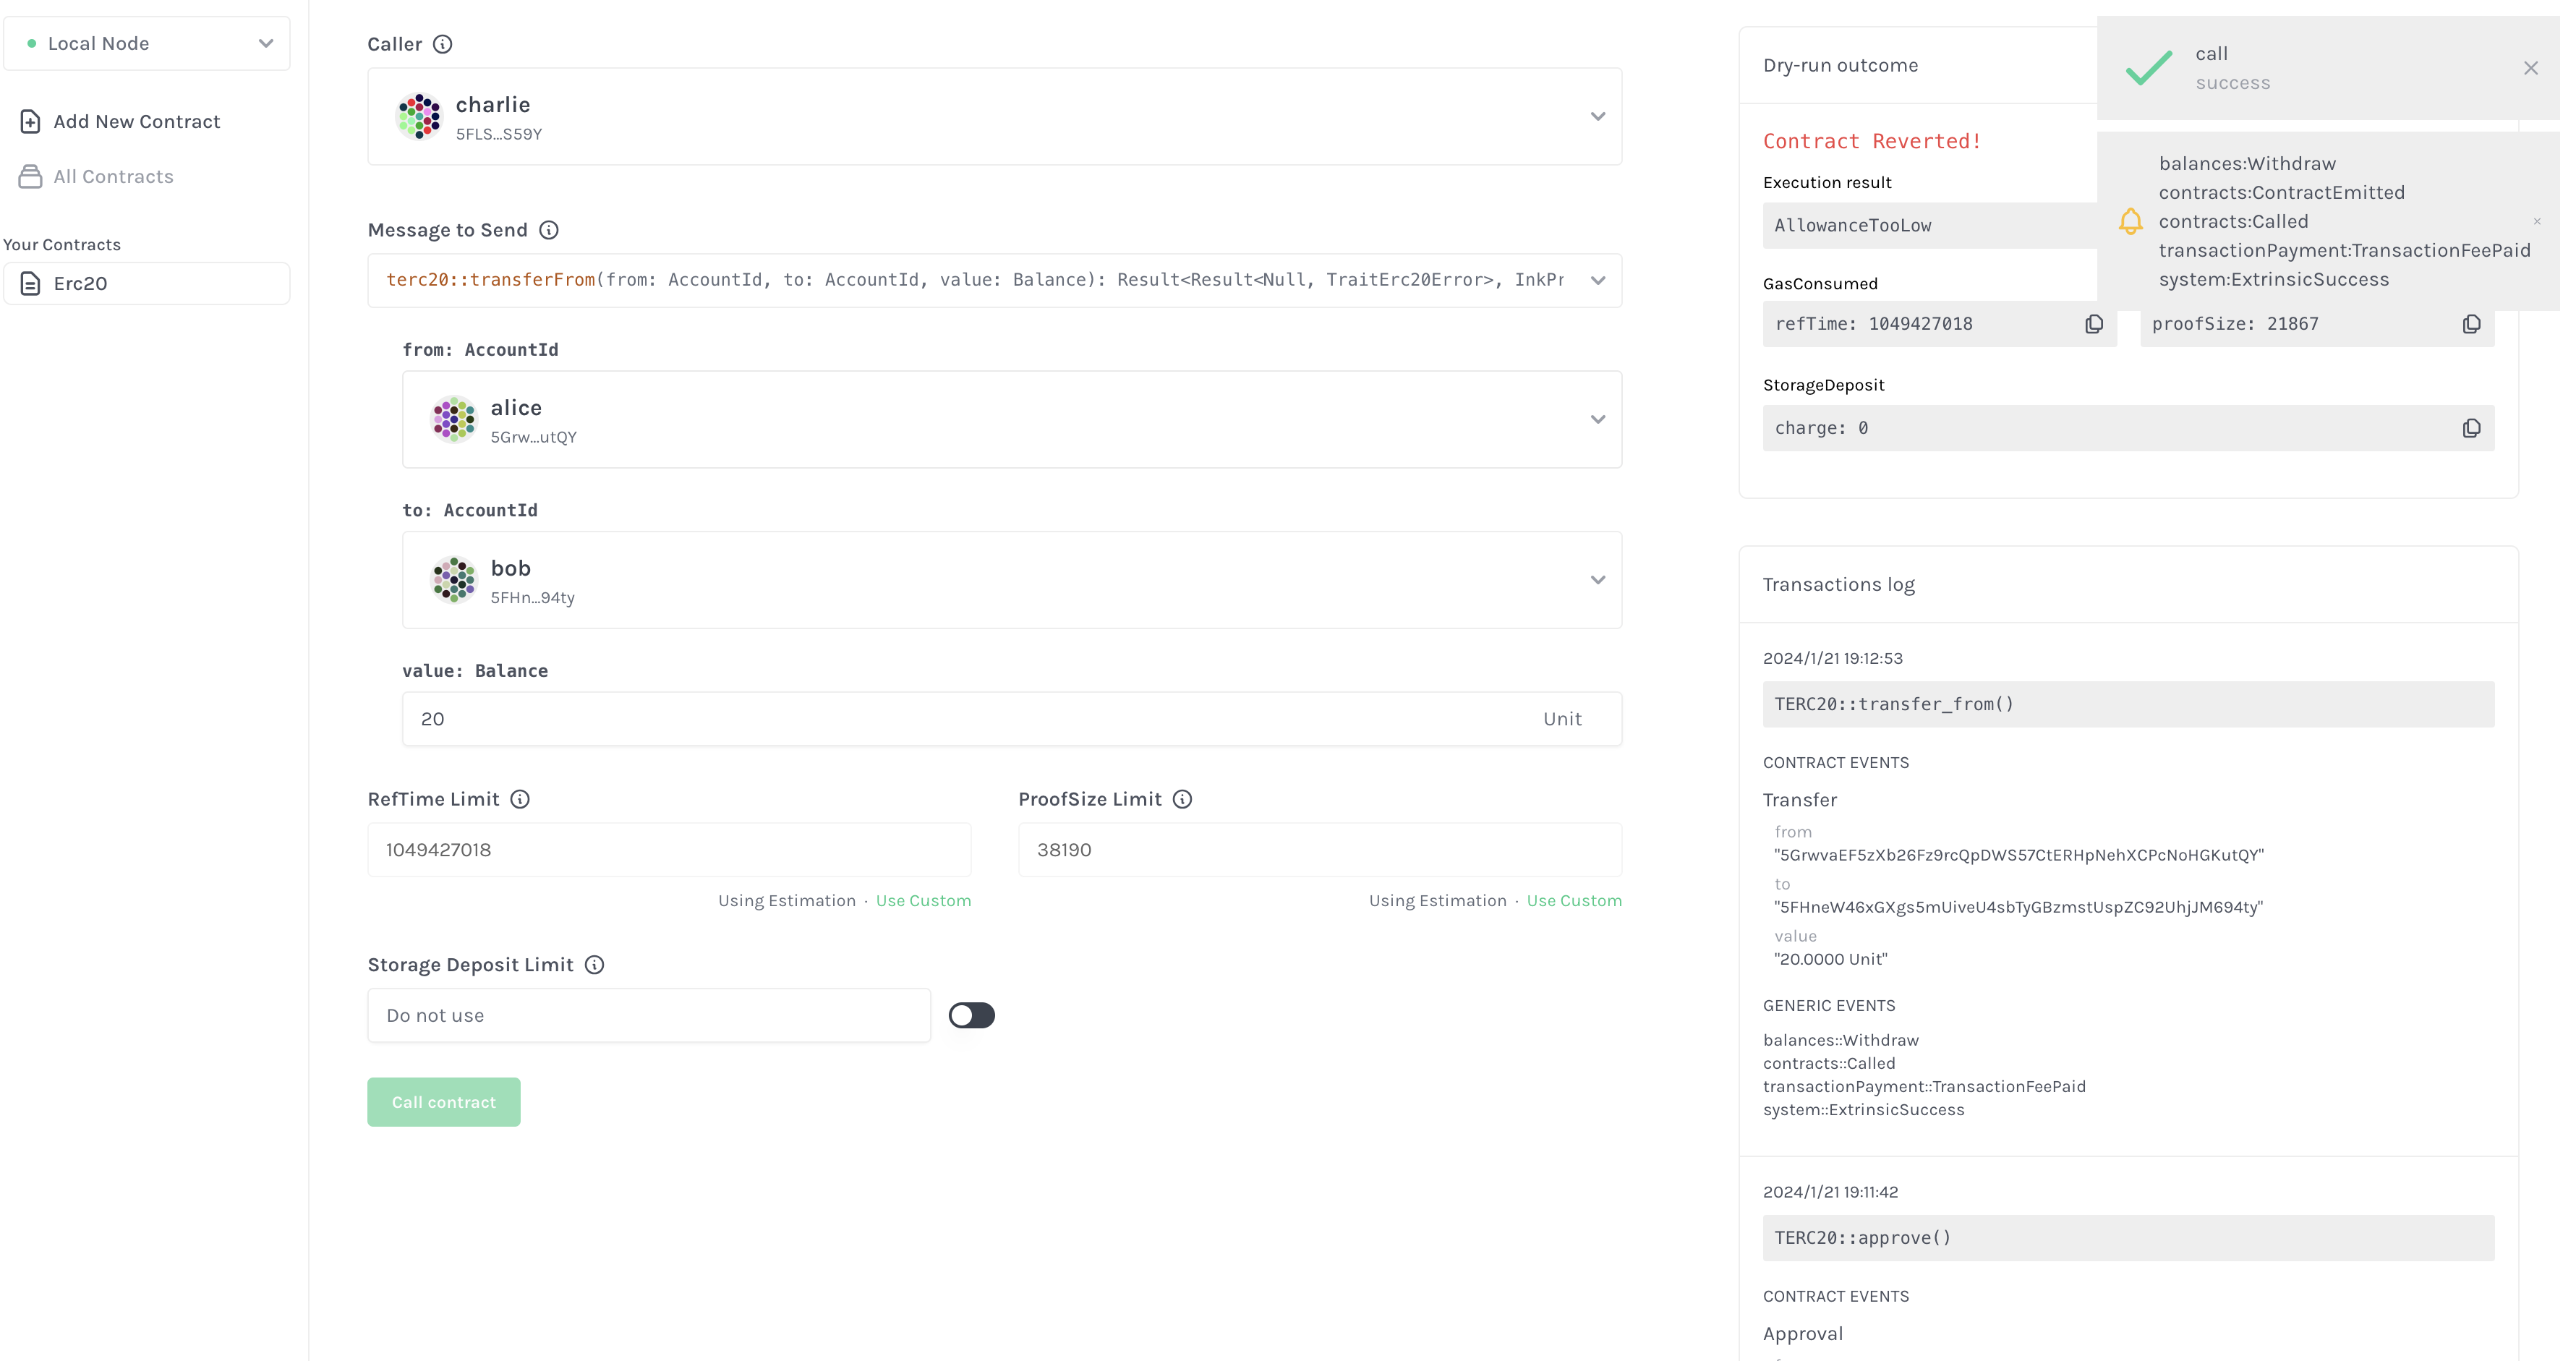 Local Node
Add New Contract
All Contracts
Your Contracts
Erc20
Caller
charlie
5FLS...S59Y
Message to Send
terc20::transferFrom(from: AccountId, to: AccountId, value: Balance): Result<Result<Null, TraitErc20Error>, InkPr
from: AccountId
alice
5Grw...utQY
to: AccountId
bob
5FHn...94ty
value: Balance
20 Unit
RefTime Limit ProofSize Limit
1049427018 38190
Using Estimation · Use Custom Using Estimation · Use Custom
Storage Deposit Limit
Do not use
Call contract
Dry-run outcome
Contract Reverted!
Execution result
AllowanceTooLow
GasConsumed
refTime: 1049427018 proofSize: 21867
StorageDeposit
charge: 0
call
success
balances:Withdraw
contracts:ContractEmitted
contracts:Called
transactionPayment:TransactionFeePaid
system:ExtrinsicSuccess
Transactions log
2024/1/21 19:12:53
TERC20::transfer_from()
CONTRACT EVENTS
Transfer
from
"5GrwvaEF5zXb26Fz9rcQpDWS57CtERHpNehXCPcNoHGKutQY"
to
"5FHneW46xGXgs5mUiveU4sbTyGBzmstUspZC92UhjJM694ty"
value
"20.0000 Unit"
GENERIC EVENTS
balances::Withdraw
contracts::Called
transactionPayment::TransactionFeePaid
system::ExtrinsicSuccess
2024/1/21 19:11:42
TERC20::approve()
CONTRACT EVENTS
Approval